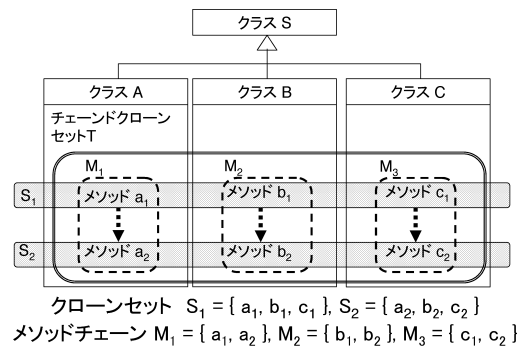 クラス S
クラス A
クラス B
クラス C
チェーンドクローン
セットT
M1
M2
M3
S1
メソッド a1
メソッド b1
メソッド c1
S2
メソッド a2
メソッド b2
メソッド c2
クローンセット S1 = { a1, b1, c1 }, S2 = { a2, b2, c2 }
メソッドチェーン M1 = { a1, a2 }, M2 = { b1, b2 }, M3 = { c1, c2 }